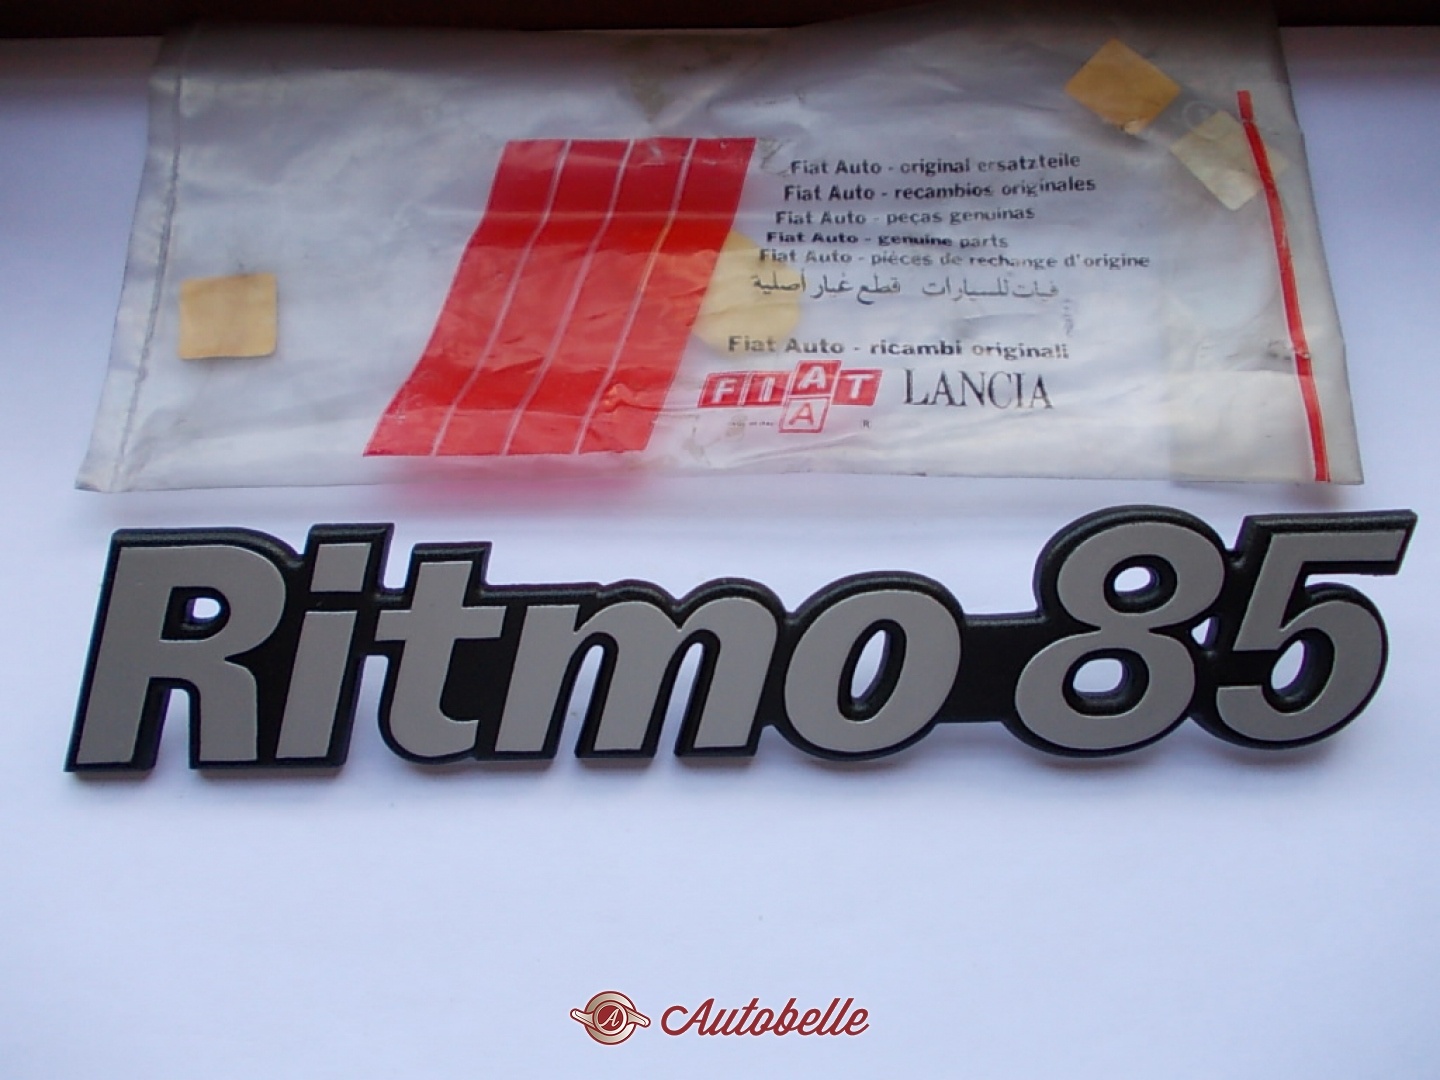 Fiat Auto - original ersatzteile
Fiat Auto - recambios originales
Fiat Auto - peças genuinas
Fiat Auto - genuine parts
Fiat Auto - pièces de rechange d'origine
فيات للسيارات قطع غيار أصلية
Fiat Auto - ricambi originali
FIAT LANCIA
A
R
Ritmo 85
A Autobelle